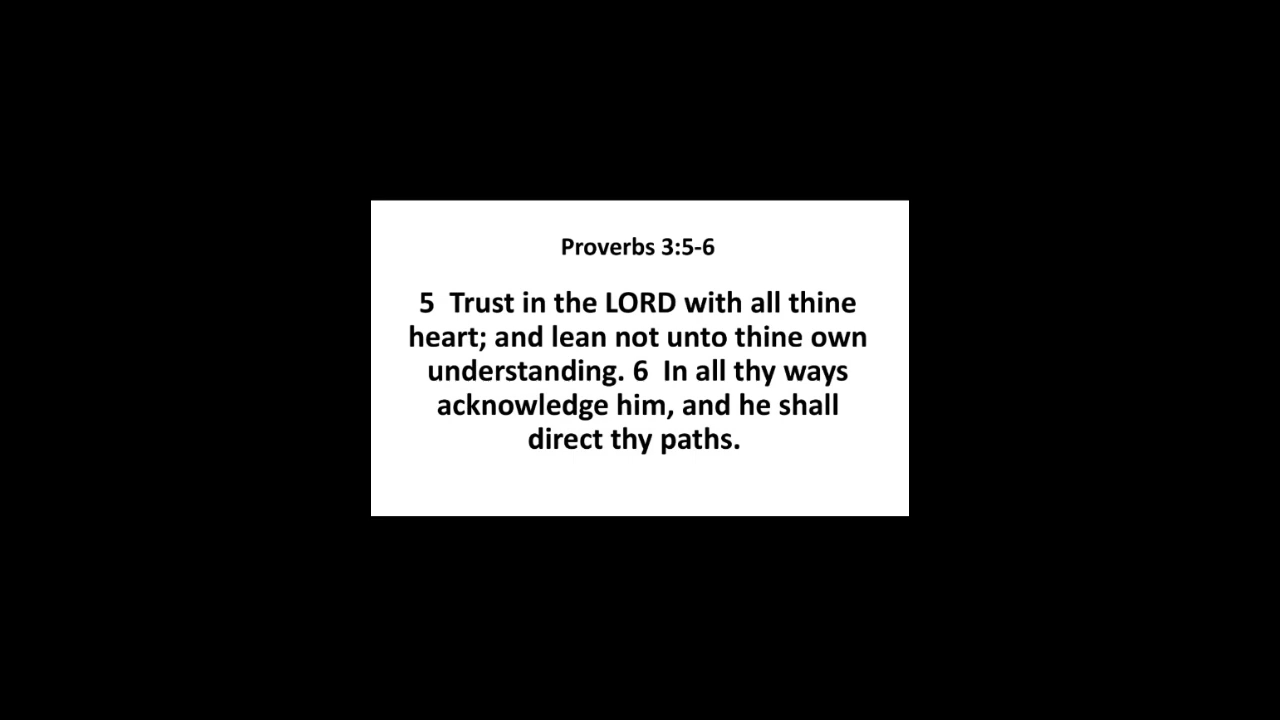 Proverbs 3:5-6
5 Trust in the LORD with all thine
heart; and lean not unto thine own
understanding. 6 In all thy ways
acknowledge him, and he shall
direct thy paths.